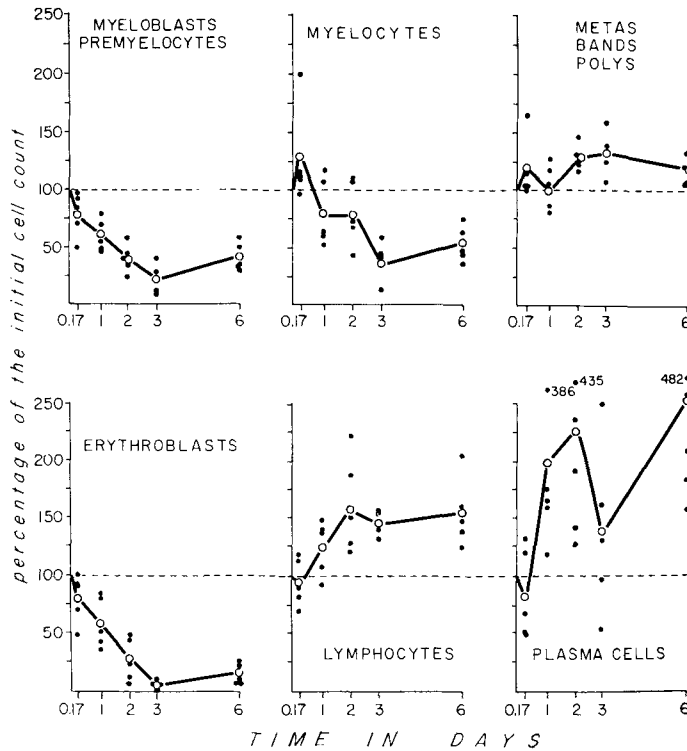 MYELOBLASTS
PREMYELOCYTES
MYELOCYTES
METAS
BANDS
POLYS
250
200
150
100
50
0.17 1 2 3 6
0.17 1 2 3 6
0.17 1 2 3 6
percentage of the initial cell count
ERYTHROBLASTS
LYMPHOCYTES
PLASMA CELLS
386
435
482
250
200
150
100
50
0.17 1 2 3 6
0.17 1 2 3 6
0.17 1 2 3 6
TIME IN DAYS